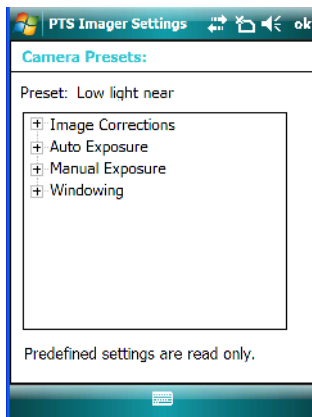 PTS Imager Settings ok
Camera Presets:
Preset: Low light near
Image Corrections
Auto Exposure
Manual Exposure
Windowing
Predefined settings are read only.